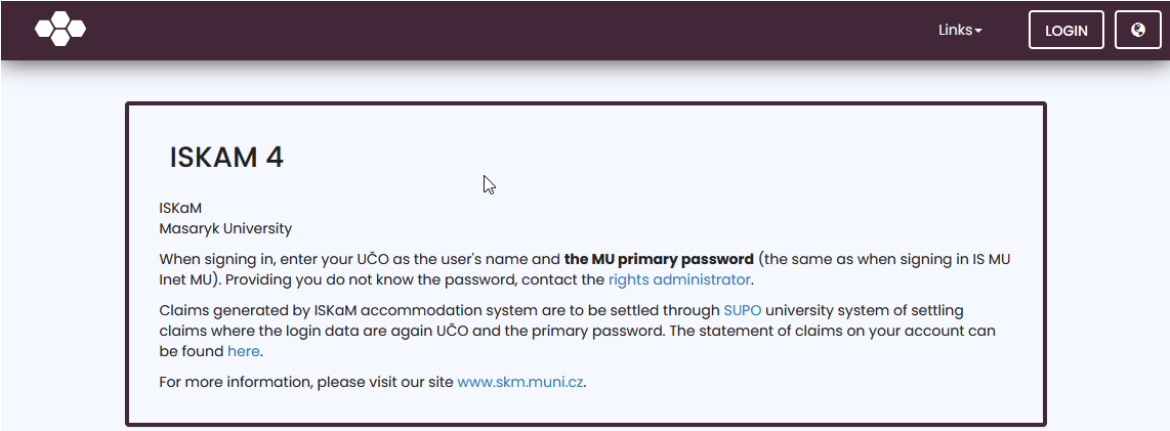 Links
LOGIN
ISKAM 4
ISKaM
Masaryk University
When signing in, enter your UČO as the user's name and the MU primary password (the same as when signing in IS MU
Inet MU). Providing you do not know the password, contact the rights administrator.
Claims generated by ISKaM accommodation system are to be settled through SUPO university system of settling
claims where the login data are again UČO and the primary password. The statement of claims on your account can
be found here.
For more information, please visit our site www.skm.muni.cz.